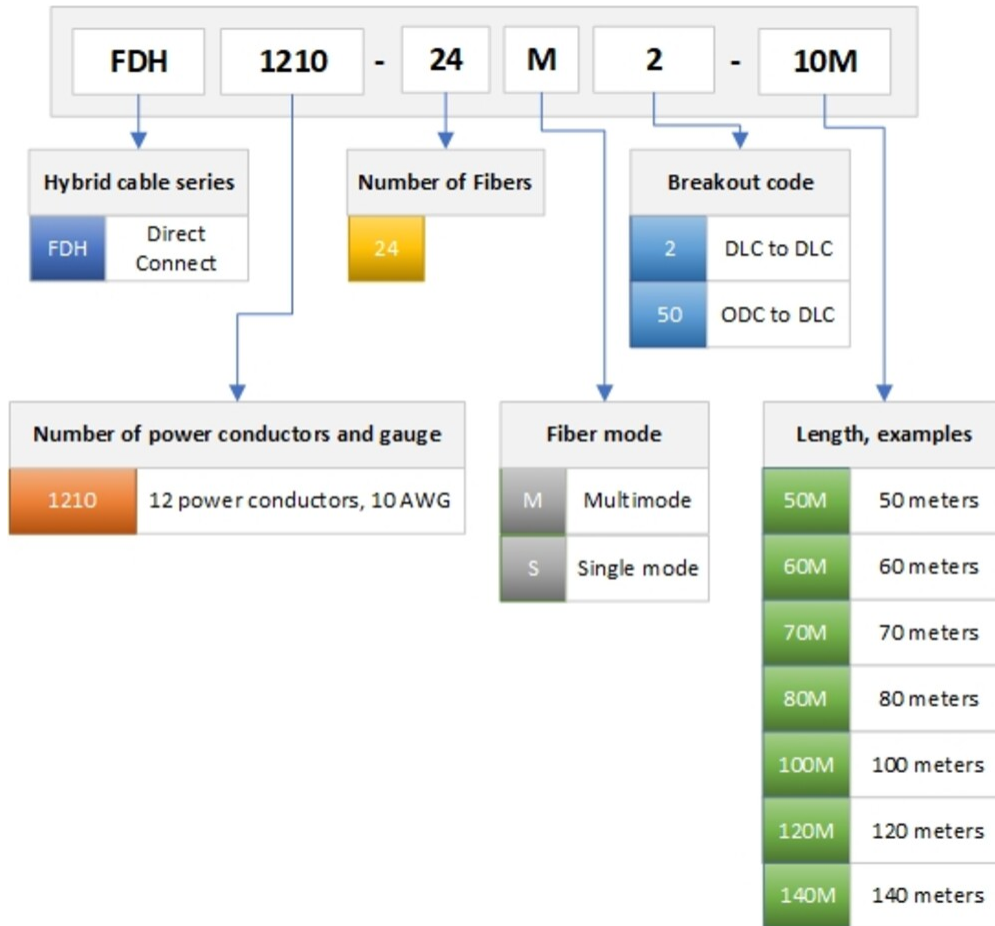 FDH 1210 - 24 M 2 - 10M
Hybrid cable series
FDH Direct
Connect
Number of Fibers
24
Breakout code
2 DLC to DLC
50 ODC to DLC
Number of power conductors and gauge
1210 12 power conductors, 10 AWG
Fiber mode
M Multimode
S Single mode
Length, examples
50M 50 meters
60M 60 meters
70M 70 meters
80M 80 meters
100M 100 meters
120M 120 meters
140M 140 meters